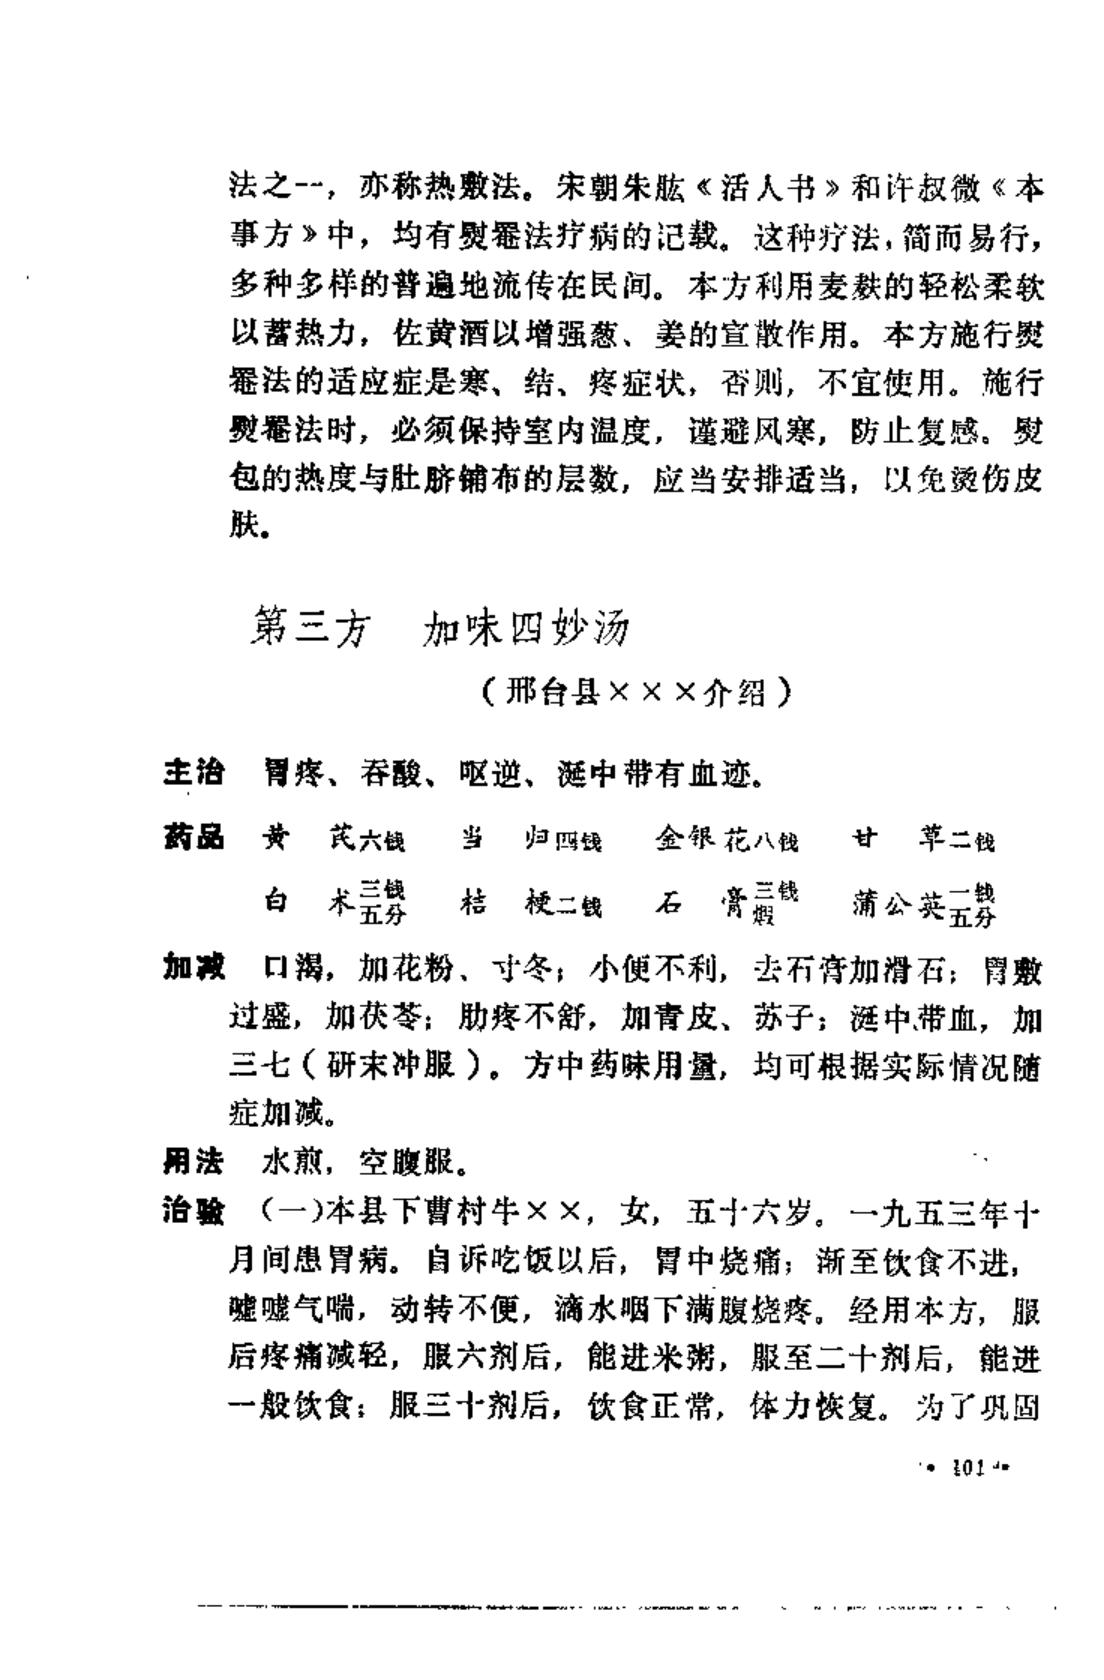 法之一，亦称热敷法。宋朝朱肱《活人书》和许叔微《本
事方》中，均有熨罨法疗病的记载。这种疗法，简而易行，
多种多样的普遍地流传在民间。本方利用麦麸的轻松柔软
以蓄热力，佐黄酒以增强葱、姜的宣散作用。本方施行熨
罨法的适应症是寒、结、疼症状，否则，不宜使用。施行
熨罨法时，必须保持室内温度，谨避风寒，防止复感。熨
包的热度与肚脐铺布的层数，应当安排适当，以免烫伤皮
肤。
第三方 加味四妙汤
（邢台县×××介绍）
主治 胃疼、吞酸、呕逆、涎中带有血迹。
药品 黄芪六钱 当归四钱 金银花八钱 甘草二钱
白术三钱五分 桔梗二钱 石膏三钱煅 蒲公英一钱五分
加减 口渴，加花粉、寸冬；小便不利，去石膏加滑石；胃敷
过盛，加茯苓；肋疼不舒，加青皮、苏子；涎中带血，加
三七（研末冲服）。方中药味用量，均可根据实际情况随
症加减。
用法 水煎，空腹服。
治验 （一）本县下曹村牛××，女，五十六岁。一九五三年十
月间患胃病。自诉吃饭以后，胃中烧痛；渐至饮食不进，
嘘嘘气喘，动转不便，滴水咽下满腹烧疼。经用本方，服
后疼痛减轻，服六剂后，能进米粥，服至二十剂后，能进
一般饮食；服三十剂后，饮食正常，体力恢复。为了巩固
• 101 •